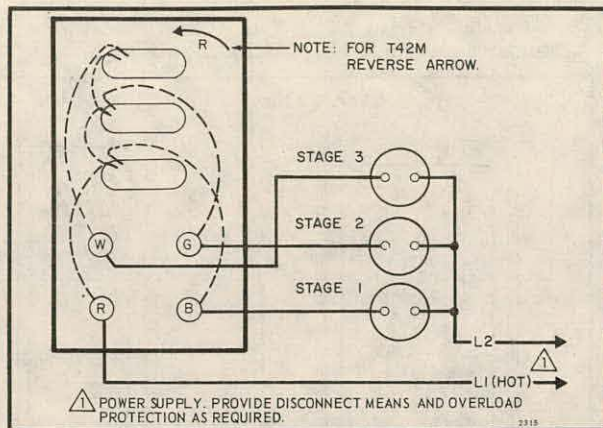 R
NOTE: FOR T42M
REVERSE ARROW.
STAGE 3
W
G
STAGE 2
STAGE 1
R
B
L2
1
L1(HOT)
1 POWER SUPPLY. PROVIDE DISCONNECT MEANS AND OVERLOAD
PROTECTION AS REQUIRED.
2315